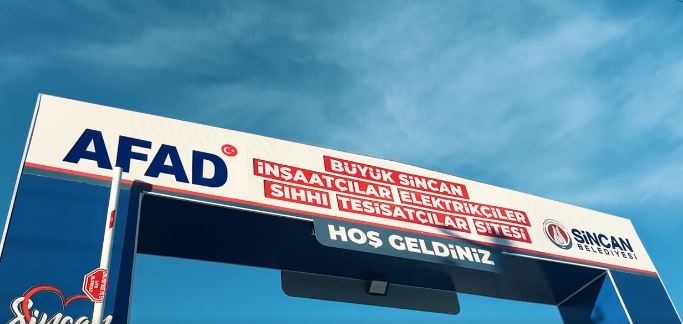 AFAD
BÜYÜK SİNCAN
İNŞAATÇILAR ELEKTRİKÇİLER
SIHHİ TESİSATÇILAR SİTESİ
HOŞ GELDİNİZ
SİNCAN
BELEDİYESİ
Sincan